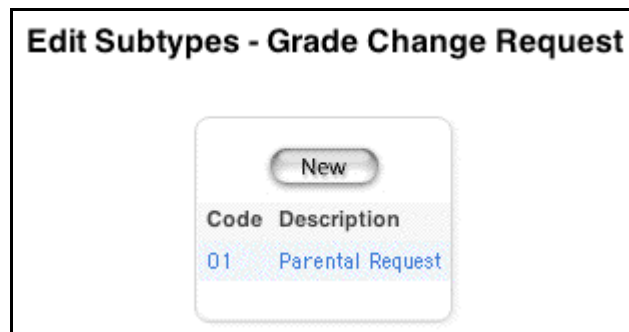 Edit Subtypes - Grade Change Request
New
Code Description
01 Parental Request